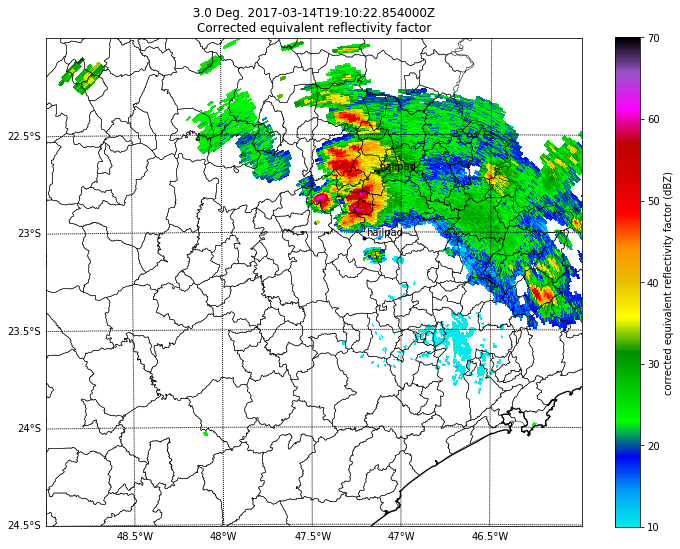 3.0 Deg. 2017-03-14T19:10:22.854000Z
Corrected equivalent reflectivity factor
22.5°S
23°S
23.5°S
24°S
24.5°S
48.5°W
48°W
47.5°W
47°W
46.5°W
hailpad
hailpad
70
60
50
40
30
20
10
corrected equivalent reflectivity factor (dBZ)